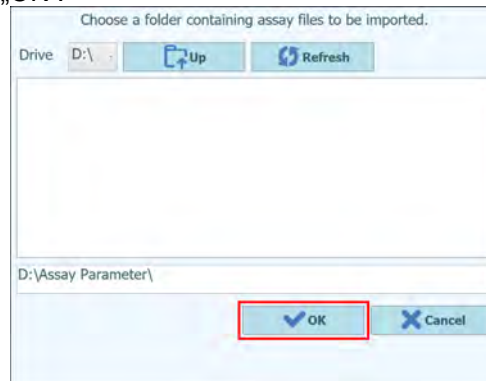 Choose a folder containing assay files to be imported.
Drive D:\ Up Refresh
D:\Assay Parameter\
OK Cancel